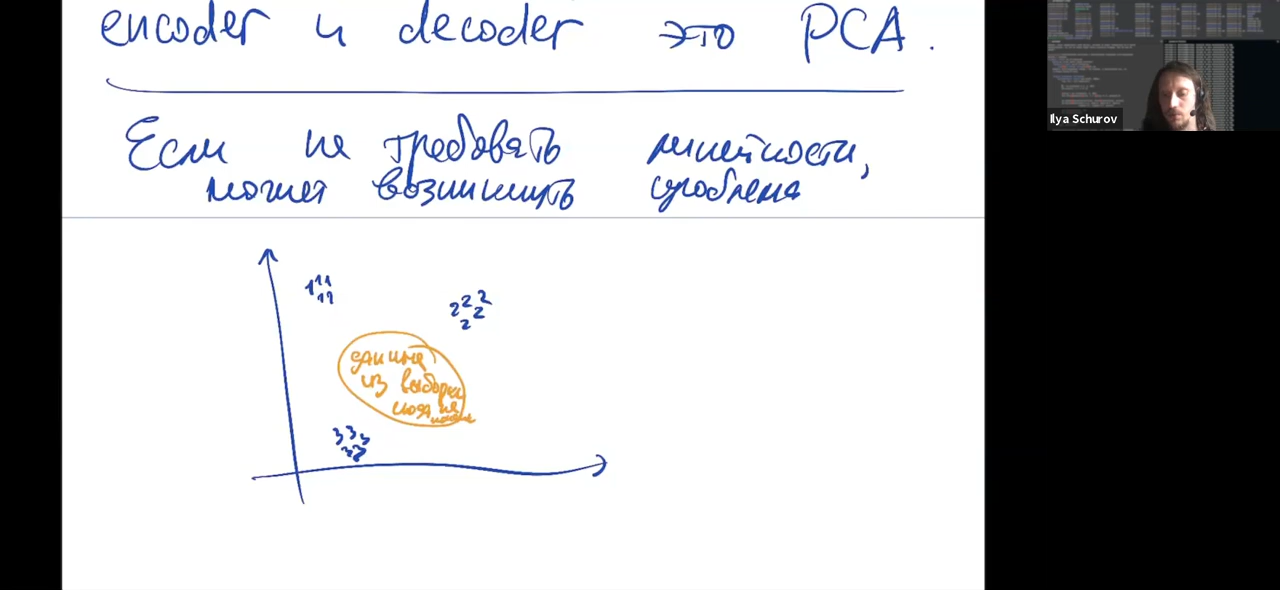 encoder и decoder это PCA.
Если не требовать линейности,
может возникнуть проблема
111
11
222
22
картинки
из выборки
сюда не
333
33
Ilya Schurov